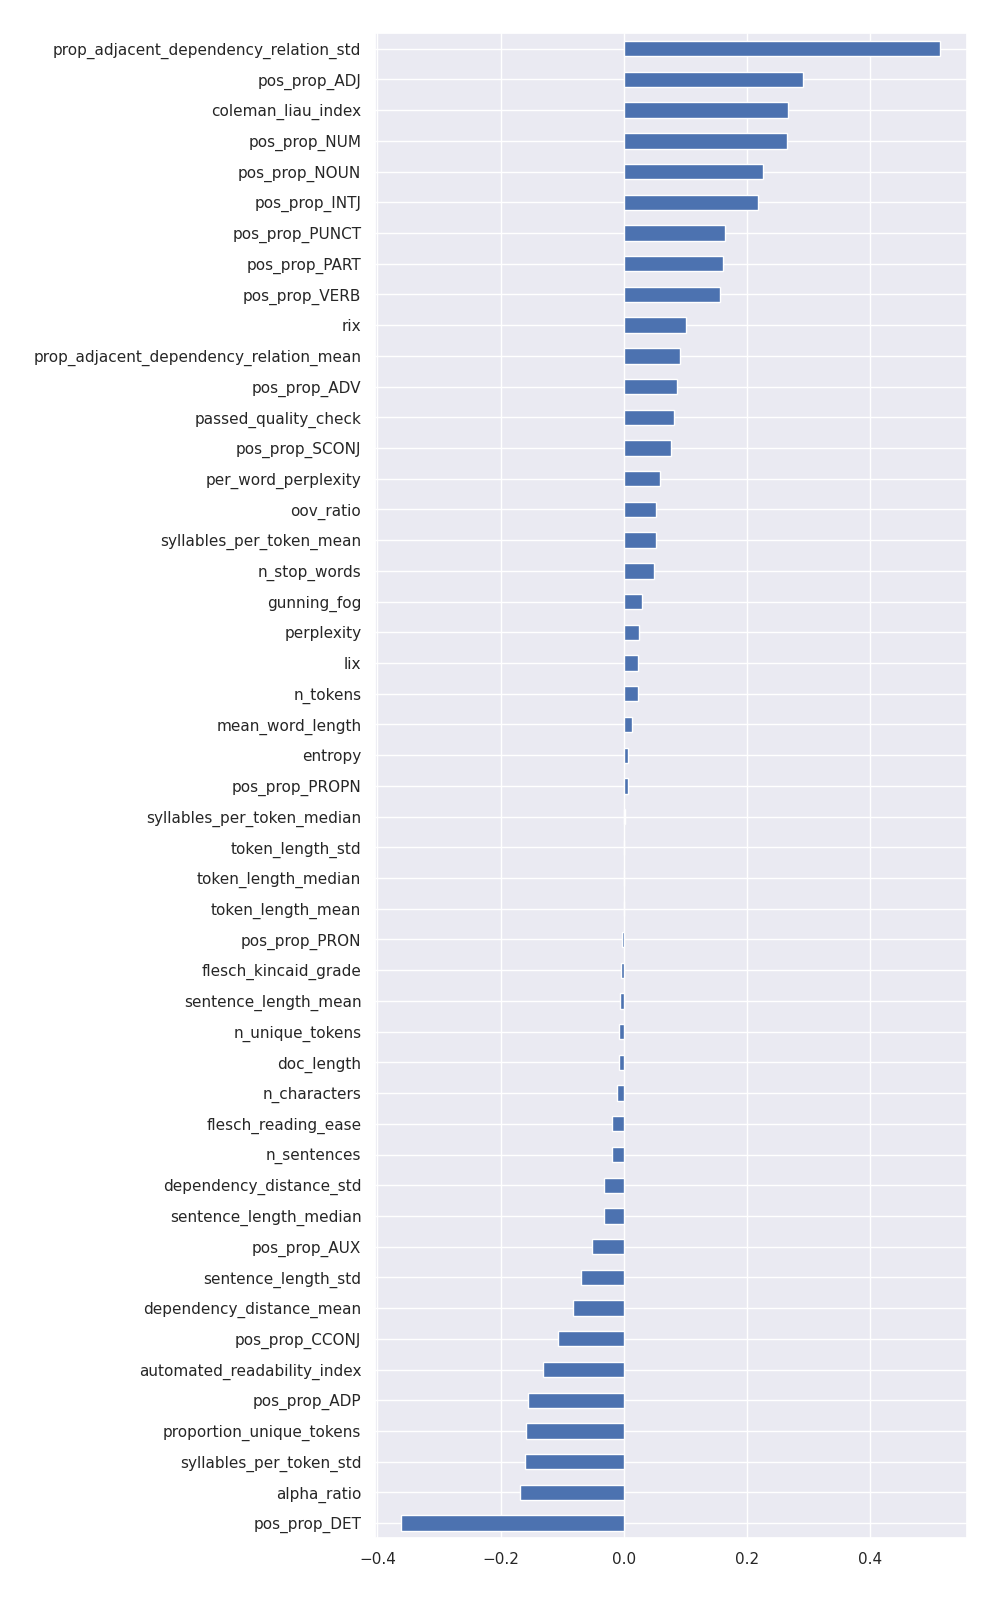 prop_adjacent_dependency_relation_std
pos_prop_ADJ
coleman_liau_index
pos_prop_NUM
pos_prop_NOUN
pos_prop_INTJ
pos_prop_PUNCT
pos_prop_PART
pos_prop_VERB
rix
prop_adjacent_dependency_relation_mean
pos_prop_ADV
passed_quality_check
pos_prop_SCONJ
per_word_perplexity
oov_ratio
syllables_per_token_mean
n_stop_words
gunning_fog
perplexity
lix
n_tokens
mean_word_length
entropy
pos_prop_PROPN
syllables_per_token_median
token_length_std
token_length_median
token_length_mean
pos_prop_PRON
flesch_kincaid_grade
sentence_length_mean
n_unique_tokens
doc_length
n_characters
flesch_reading_ease
n_sentences
dependency_distance_std
sentence_length_median
pos_prop_AUX
sentence_length_std
dependency_distance_mean
pos_prop_CCONJ
automated_readability_index
pos_prop_ADP
proportion_unique_tokens
syllables_per_token_std
alpha_ratio
pos_prop_DET
−0.4 −0.2 0.0 0.2 0.4